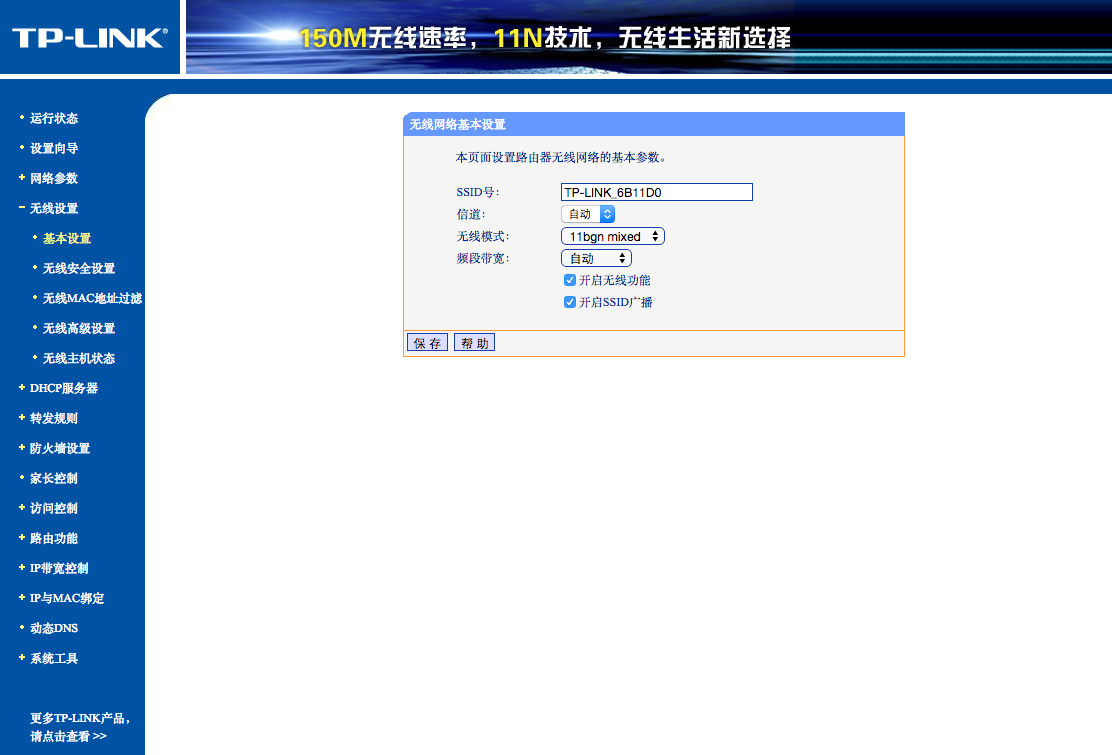 TP-LINK®
150M无线速率，11N技术，无线生活新选择
运行状态
设置向导
网络参数
无线设置
基本设置
无线安全设置
无线MAC地址过滤
无线高级设置
无线主机状态
DHCP服务器
转发规则
防火墙设置
家长控制
访问控制
路由功能
IP带宽控制
IP与MAC绑定
动态DNS
系统工具
更多TP-LINK产品，
请点击查看 >>
无线网络基本设置
本页面设置路由器无线网络的基本参数。
SSID号： TP-LINK_6B11D0
信道： 自动
无线模式： 11bgn mixed
频段带宽： 自动
开启无线功能
开启SSID广播
保 存 帮 助